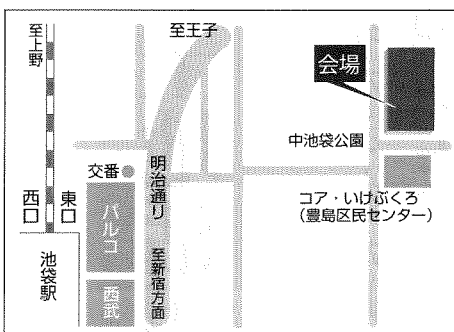 至上野
至王子
会場
中池袋公園
交番
明治通り
コア・いけぶくろ
（豊島区民センター）
西口
東口
パルコ
至新宿方面
池袋駅
西武